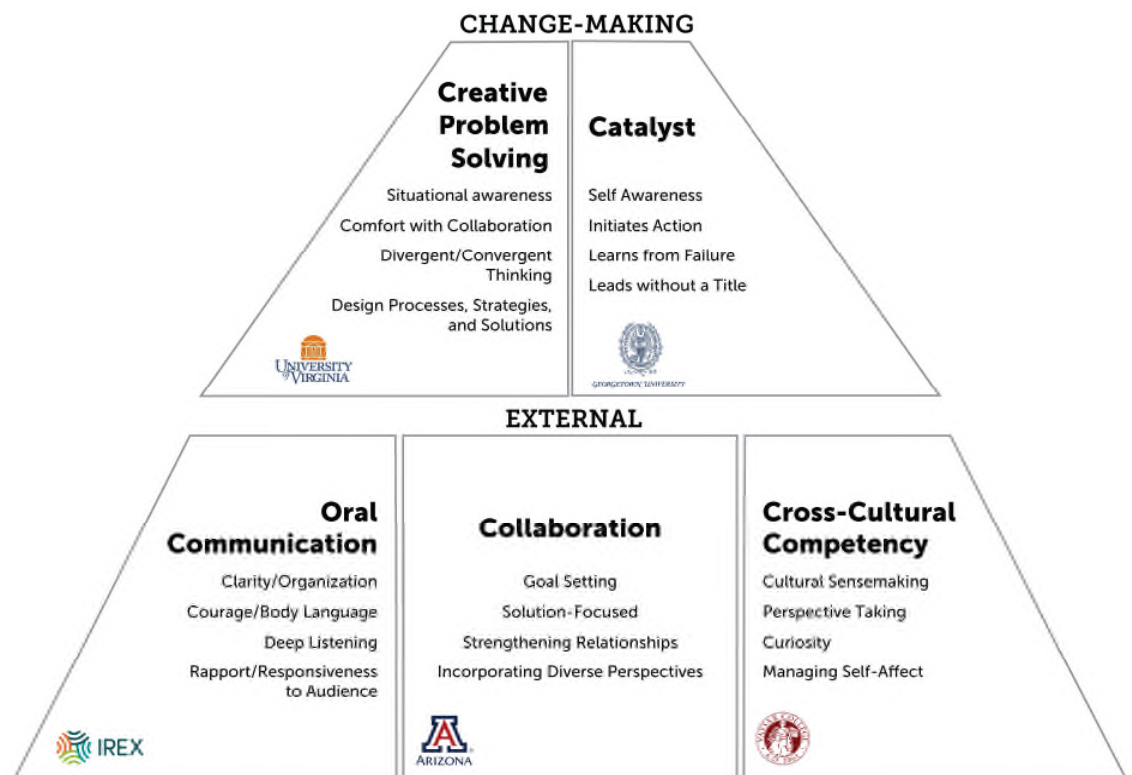 CHANGE-MAKING
Creative
Problem
Solving
Situational awareness
Comfort with Collaboration
Divergent/Convergent
Thinking
Design Processes, Strategies,
and Solutions
UNIVERSITY
of VIRGINIA
Catalyst
Self Awareness
Initiates Action
Learns from Failure
Leads without a Title
GEORGETOWN UNIVERSITY
EXTERNAL
Oral
Communication
Clarity/Organization
Courage/Body Language
Deep Listening
Rapport/Responsiveness
to Audience
IREX
Collaboration
Goal Setting
Solution-Focused
Strengthening Relationships
Incorporating Diverse Perspectives
A
ARIZONA
Cross-Cultural
Competency
Cultural Sensemaking
Perspective Taking
Curiosity
Managing Self-Affect
VASSAR COLLEGE